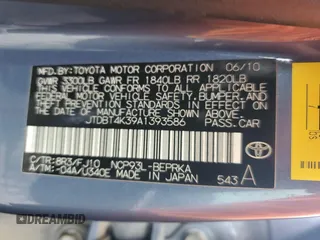 MFD.BY:TOYOTA MOTOR CORPORATION 06/10
GVWR 3300LB GAWR FR 1840LB RR 1820LB
THIS VEHICLE CONFORMS TO ALL APPLICABLE
FEDERAL MOTOR VEHICLE SAFETY, BUMPER, AND
THEFT PREVENTION STANDARDS IN EFFECT ON THE
DATE OF MANUFACTURE SHOWN ABOVE.
JTDBT4K39A1393586 PASS.CAR
C/TR:8R3/FJ10 NCP93L-BEPRKA
A/TM:-04A/U340E MADE IN JAPAN
543 A